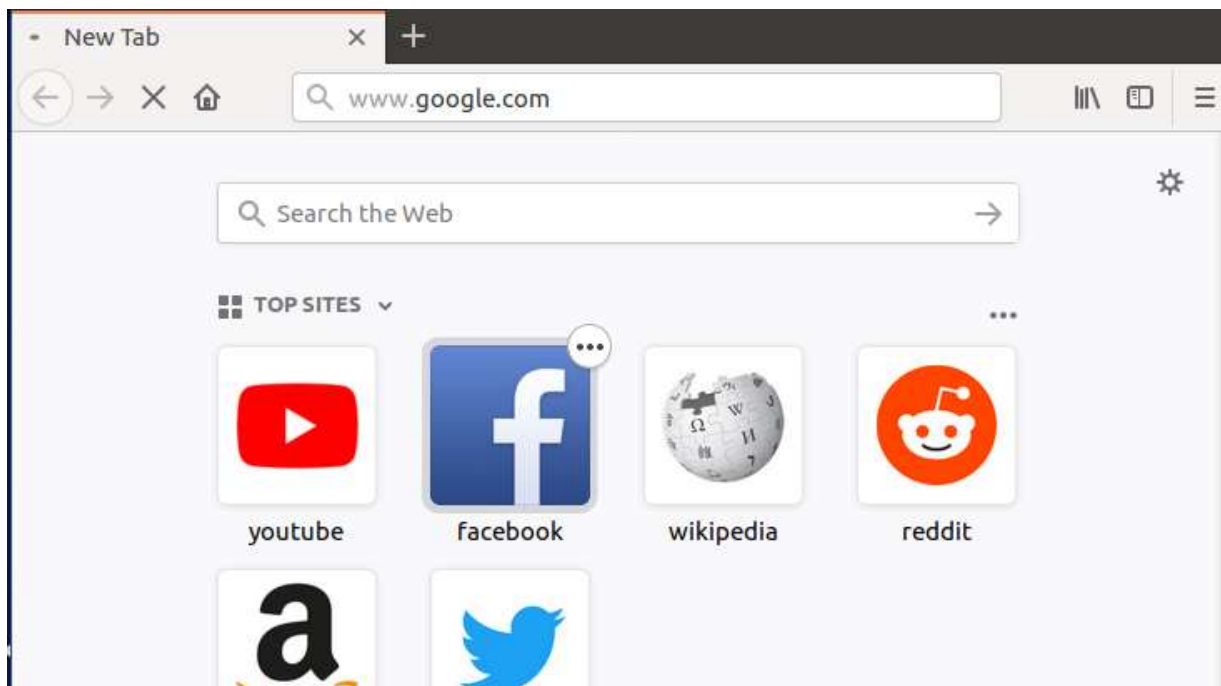 New Tab
www.google.com
Search the Web
TOP SITES
youtube
facebook
wikipedia
reddit